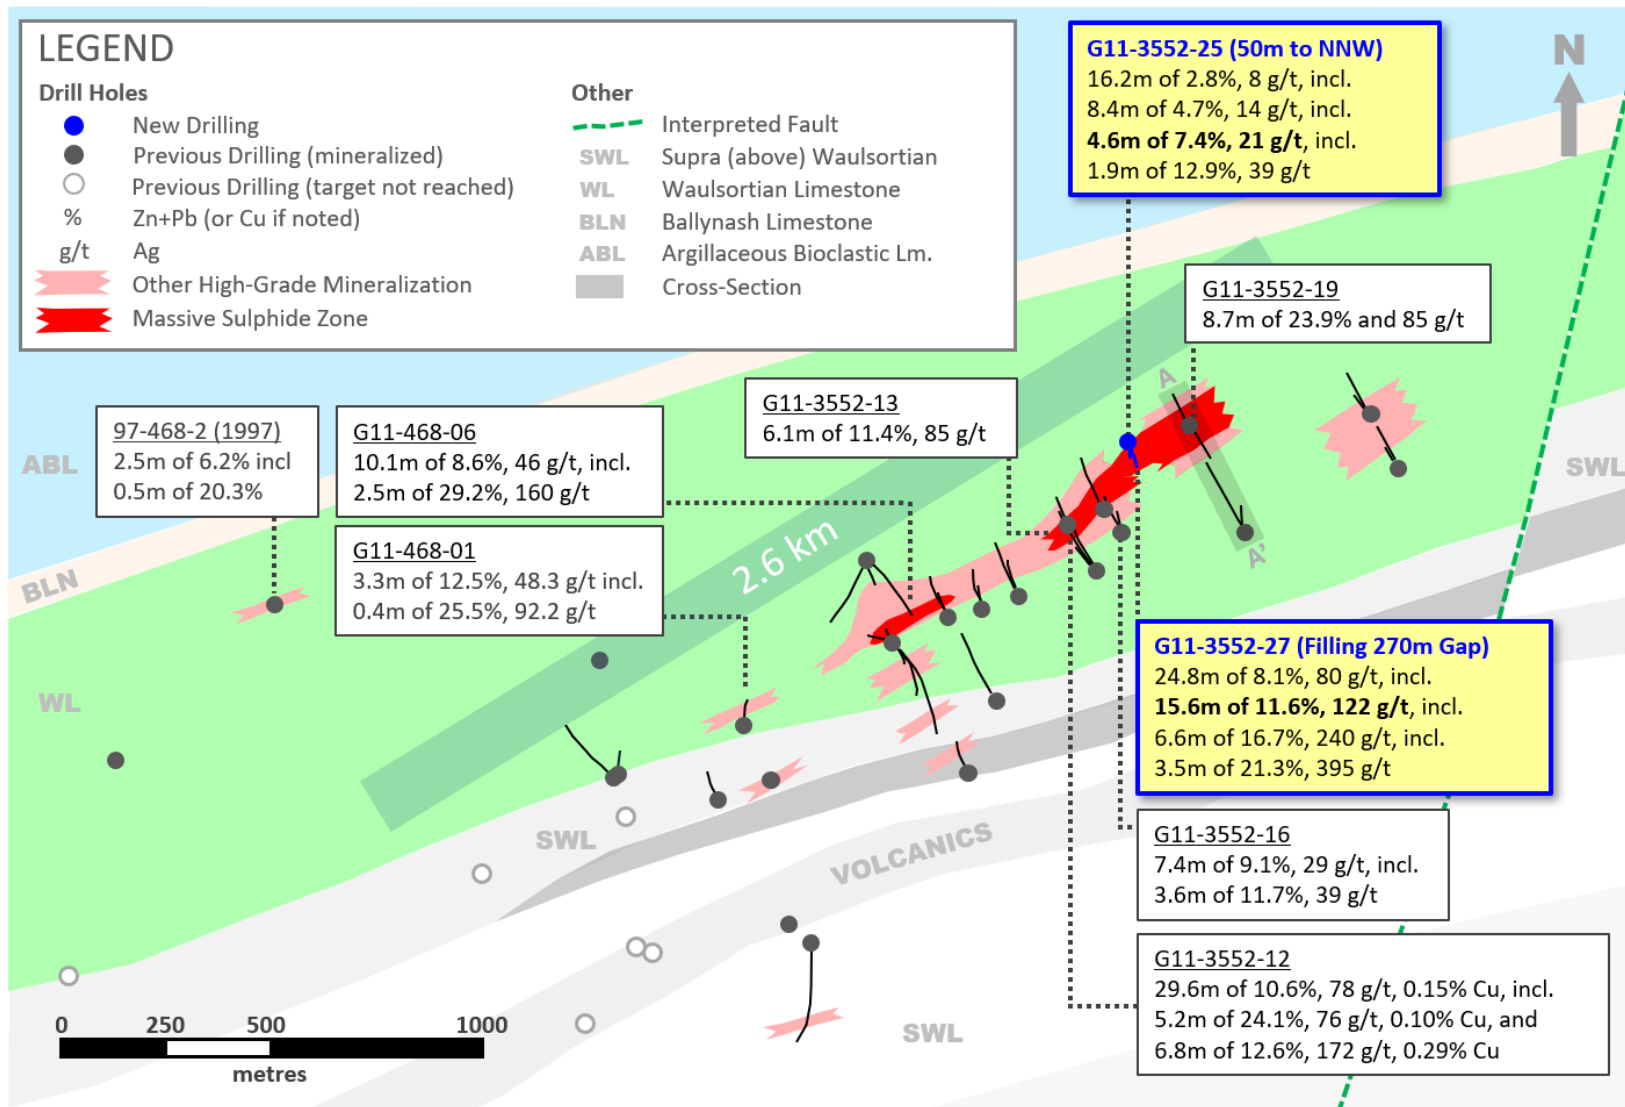 LEGEND
Drill Holes
New Drilling
Previous Drilling (mineralized)
Previous Drilling (target not reached)
% Zn+Pb (or Cu if noted)
g/t Ag
Other High-Grade Mineralization
Massive Sulphide Zone
Other
Interpreted Fault
SWL Supra (above) Waulsortian
WL Waulsortian Limestone
BLN Ballynash Limestone
ABL Argillaceous Bioclastic Lm.
Cross-Section
G11-3552-25 (50m to NNW)
16.2m of 2.8%, 8 g/t, incl.
8.4m of 4.7%, 14 g/t, incl.
4.6m of 7.4%, 21 g/t, incl.
1.9m of 12.9%, 39 g/t
N
G11-3552-19
8.7m of 23.9% and 85 g/t
G11-3552-13
6.1m of 11.4%, 85 g/t
97-468-2 (1997)
2.5m of 6.2% incl
0.5m of 20.3%
G11-468-06
10.1m of 8.6%, 46 g/t, incl.
2.5m of 29.2%, 160 g/t
G11-468-01
3.3m of 12.5%, 48.3 g/t incl.
0.4m of 25.5%, 92.2 g/t
A
A'
ABL
BLN
WL
SWL
2.6 km
SWL
VOLCANICS
SWL
G11-3552-27 (Filling 270m Gap)
24.8m of 8.1%, 80 g/t, incl.
15.6m of 11.6%, 122 g/t, incl.
6.6m of 16.7%, 240 g/t, incl.
3.5m of 21.3%, 395 g/t
G11-3552-16
7.4m of 9.1%, 29 g/t, incl.
3.6m of 11.7%, 39 g/t
G11-3552-12
29.6m of 10.6%, 78 g/t, 0.15% Cu, incl.
5.2m of 24.1%, 76 g/t, 0.10% Cu, and
6.8m of 12.6%, 172 g/t, 0.29% Cu
0 250 500 1000
metres